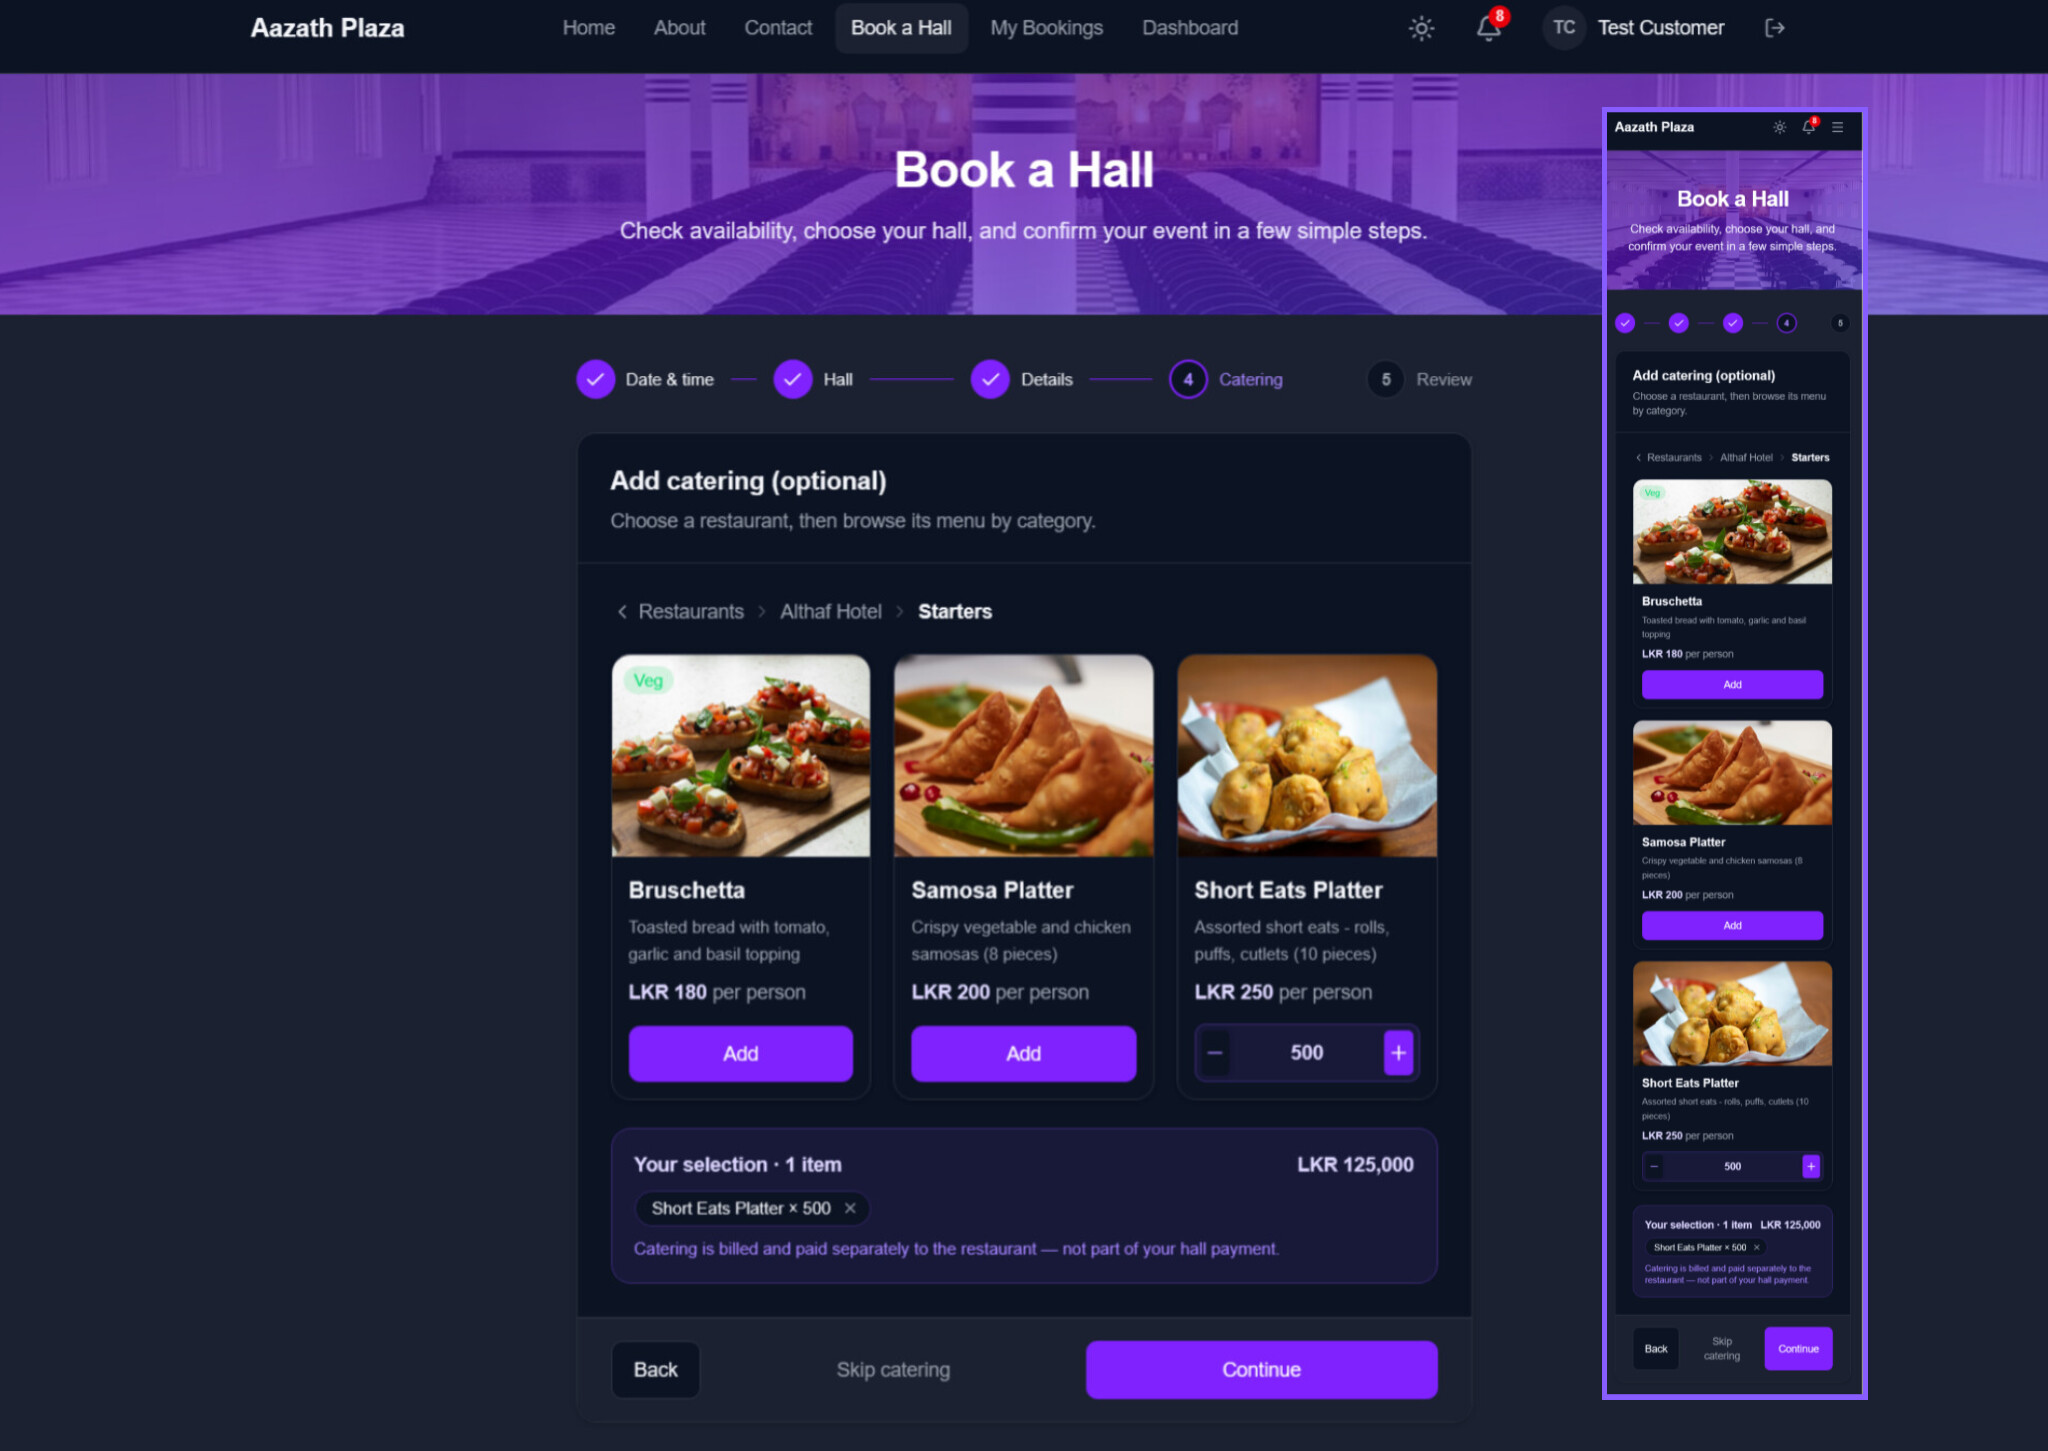 Aazath Plaza
Home
About
Contact
Book a Hall
My Bookings
Dashboard
8
TC
Test Customer
Book a Hall
Check availability, choose your hall, and confirm your event in a few simple steps.
Date & time
Hall
Details
4
Catering
5
Review
Add catering (optional)
Choose a restaurant, then browse its menu by category.
Restaurants
Althaf Hotel
Starters
Veg
Bruschetta
Toasted bread with tomato,
garlic and basil topping
LKR 180 per person
Add
Samosa Platter
Crispy vegetable and chicken
samosas (8 pieces)
LKR 200 per person
Add
Short Eats Platter
Assorted short eats - rolls,
puffs, cutlets (10 pieces)
LKR 250 per person
− 500 +
Your selection · 1 item
LKR 125,000
Short Eats Platter × 500 ×
Catering is billed and paid separately to the restaurant — not part of your hall payment.
Back
Skip catering
Continue
Aazath Plaza
8
Book a Hall
Check availability, choose your hall, and
confirm your event in a few simple steps.
4
5
Add catering (optional)
Choose a restaurant, then browse its menu
by category.
Restaurants
Althaf Hotel
Starters
Veg
Bruschetta
Toasted bread with tomato, garlic and basil
topping
LKR 180 per person
Add
Samosa Platter
Crispy vegetable and chicken samosas (8
pieces)
LKR 200 per person
Add
Short Eats Platter
Assorted short eats - rolls, puffs, cutlets (10
pieces)
LKR 250 per person
− 500 +
Your selection · 1 item
LKR 125,000
Short Eats Platter × 500 ×
Catering is billed and paid separately to the
restaurant — not part of your hall payment.
Back
Skip
catering
Continue